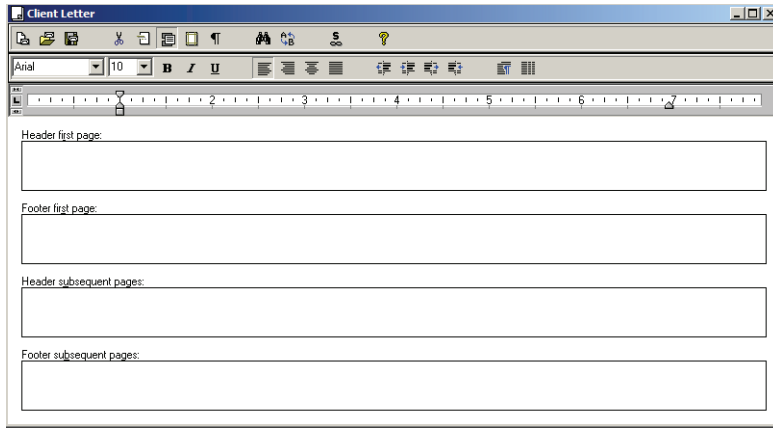 Client Letter
Arial 10 B I U
2 3 4 5 6 7
Header first page:
Footer first page:
Header subsequent pages:
Footer subsequent pages: